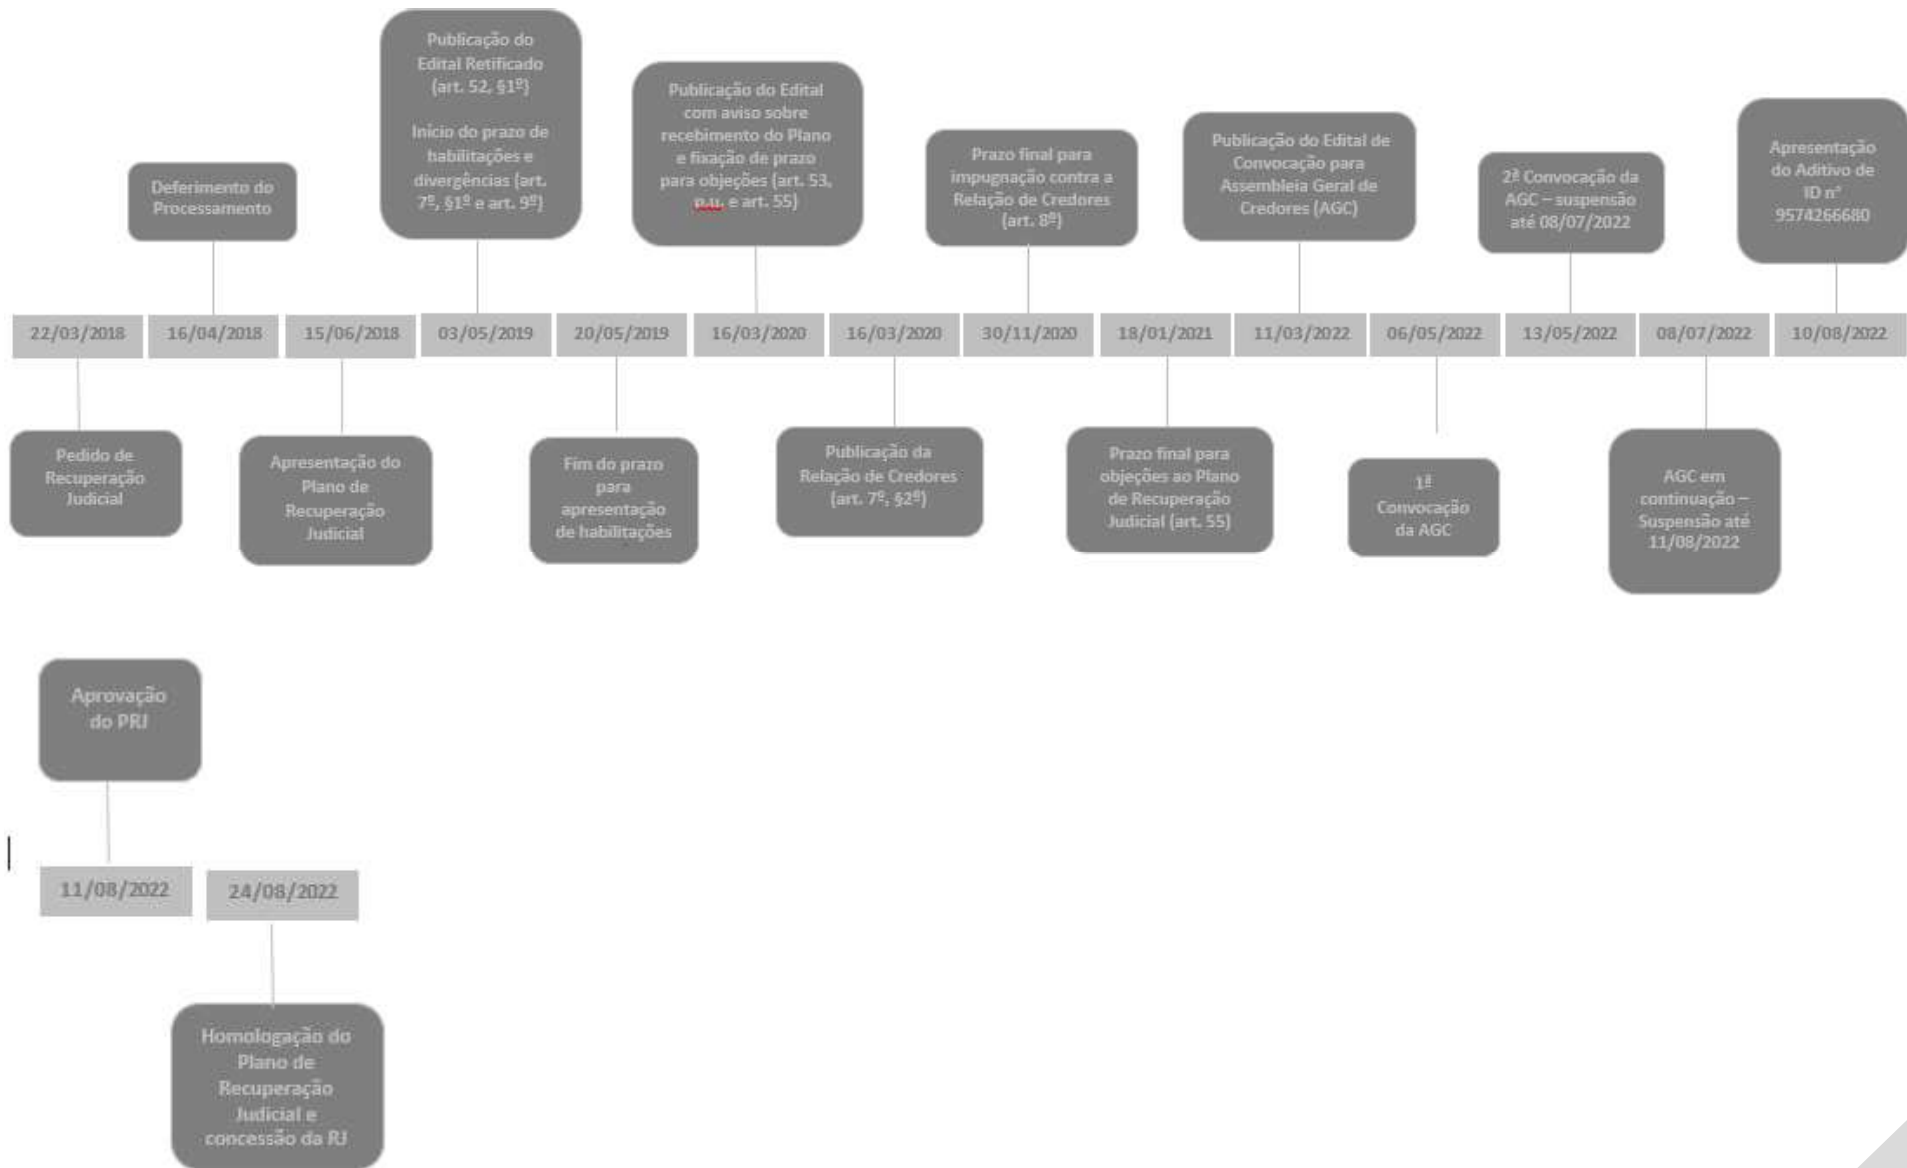 Publicação do
Edital Retificado
(art. 52, §1º)
Início do prazo de
habilitações e
divergências (art.
7º, §1º e art. 9º)
Publicação do Edital
com aviso sobre
recebimento do Plano
e fixação de prazo
para objeções (art. 53,
p.u. e art. 55)
Apresentação
do Aditivo de
ID n°
9574266680
Publicação do Edital de
Convocação para
Assembleia Geral de
Credores (AGC)
Prazo final para
impugnação contra a
Relação de Credores
(art. 8º)
2ª Convocação da
AGC – suspensão
até 08/07/2022
Deferimento do
Processamento
22/03/2018
16/04/2018
15/06/2018
03/05/2019
20/05/2019
16/03/2020
16/03/2020
30/11/2020
18/01/2021
11/03/2022
06/05/2022
13/05/2022
08/07/2022
10/08/2022
Pedido de
Recuperação
Judicial
Apresentação do
Plano de
Recuperação
Judicial
Fim do prazo
para
apresentação
de habilitações
Publicação da
Relação de Credores
(art. 7º, §2º)
Prazo final para
objeções ao Plano
de Recuperação
Judicial (art. 55)
1ª
Convocação
da AGC
AGC em
continuação –
Suspensão até
11/08/2022
Aprovação
do PRJ
11/08/2022
24/08/2022
Homologação do
Plano de
Recuperação
Judicial e
concessão da RJ